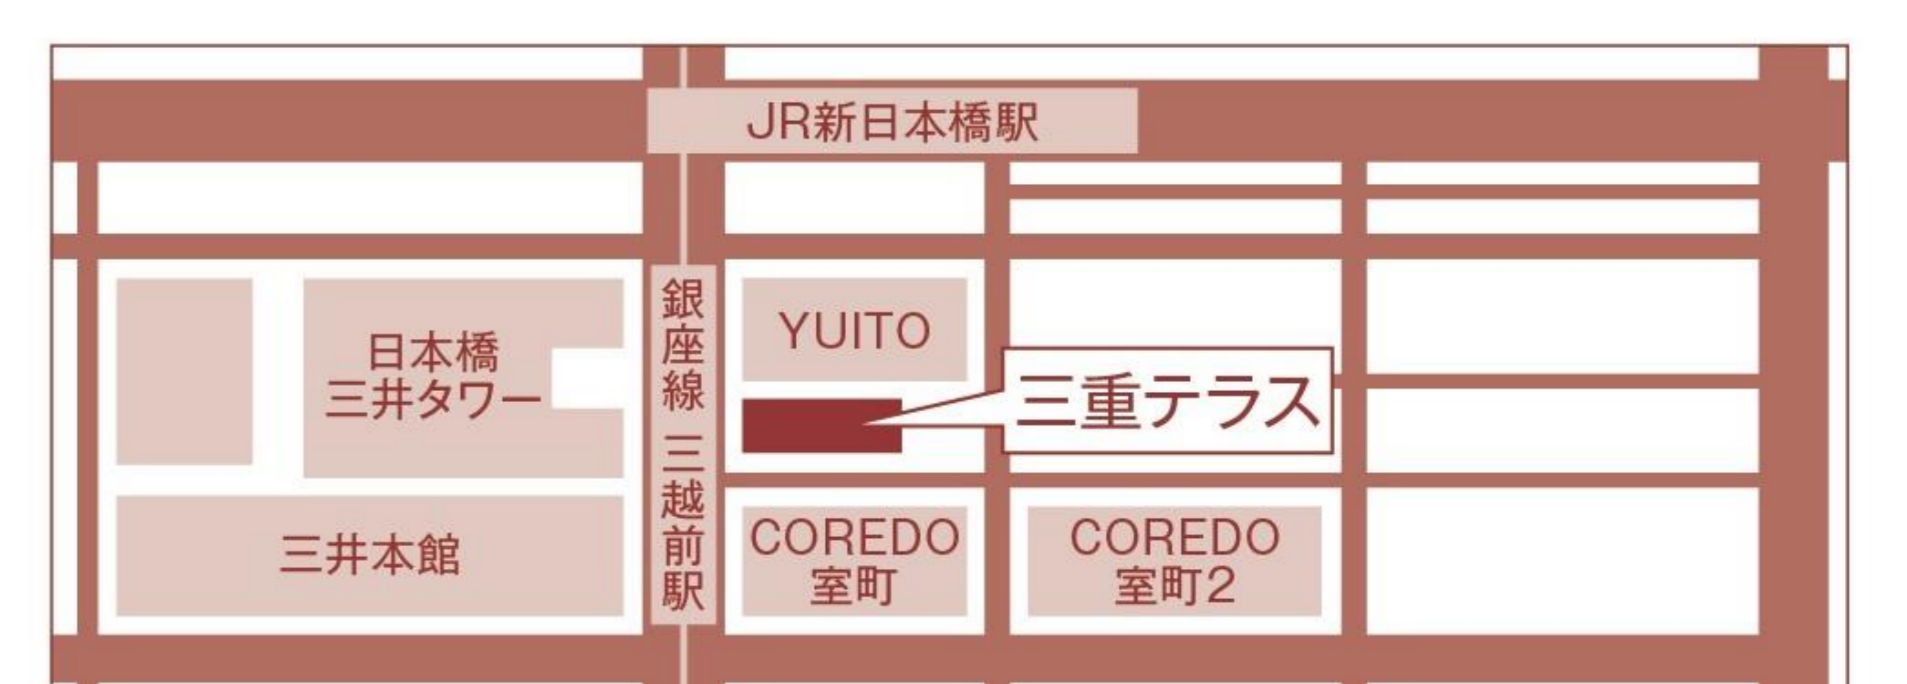 JR新日本橋駅
銀座線 三越前駅
日本橋
三井タワー
YUITO
三重テラス
三井本館
COREDO
室町
COREDO
室町2